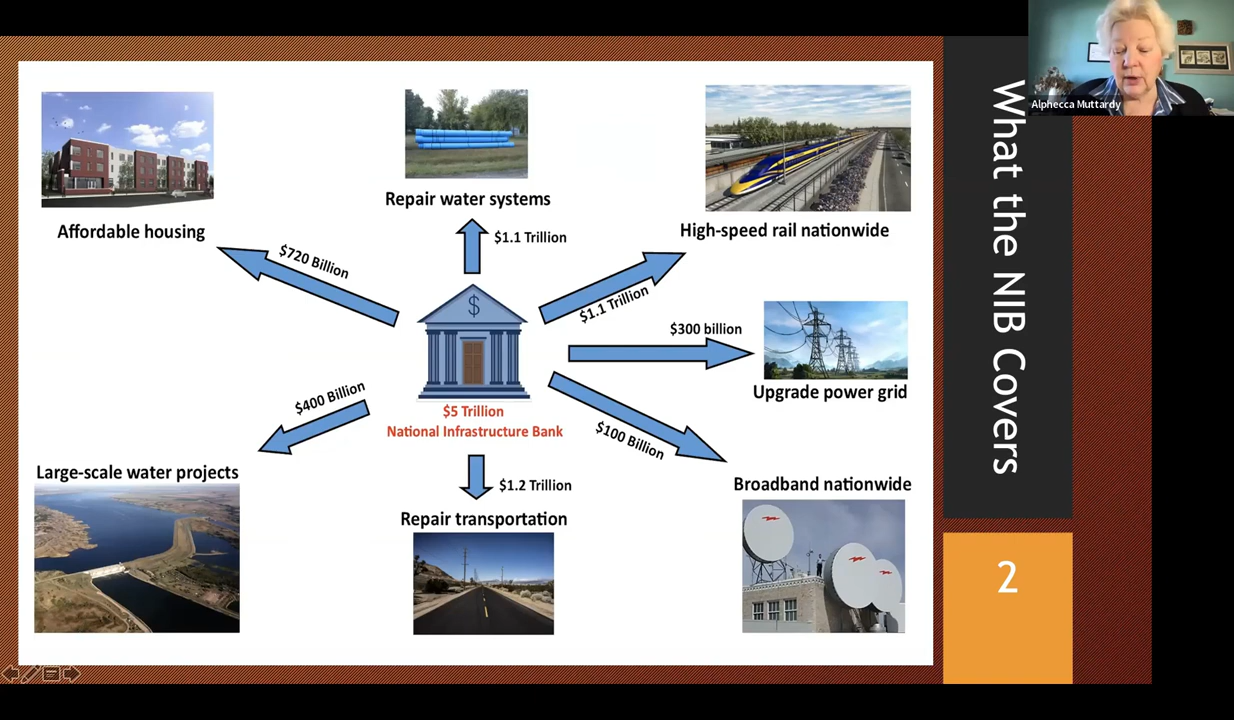 Alphecca Muttardy
What the NIB Covers
2
Affordable housing
$720 Billion
Repair water systems
$1.1 Trillion
High-speed rail nationwide
$1.1 Trillion
$300 billion
Upgrade power grid
$100 Billion
Broadband nationwide
$
$5 Trillion
National Infrastructure Bank
$400 Billion
Large-scale water projects
$1.2 Trillion
Repair transportation